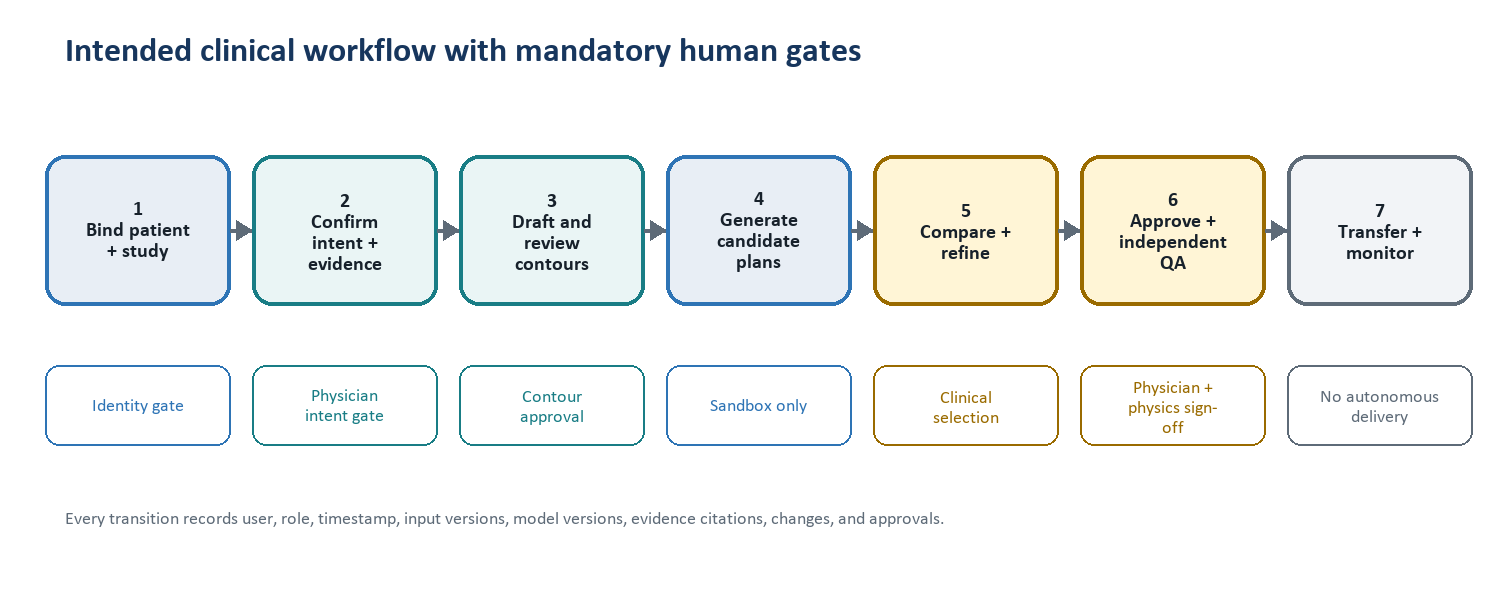 Intended clinical workflow with mandatory human gates
1
Bind patient
+ study
2
Confirm
intent +
evidence
3
Draft and
review
contours
4
Generate
candidate
plans
5
Compare +
refine
6
Approve +
independent
QA
7
Transfer +
monitor
Identity gate
Physician
intent gate
Contour
approval
Sandbox only
Clinical
selection
Physician +
physics sign-
off
No autonomous
delivery
Every transition records user, role, timestamp, input versions, model versions, evidence citations, changes, and approvals.